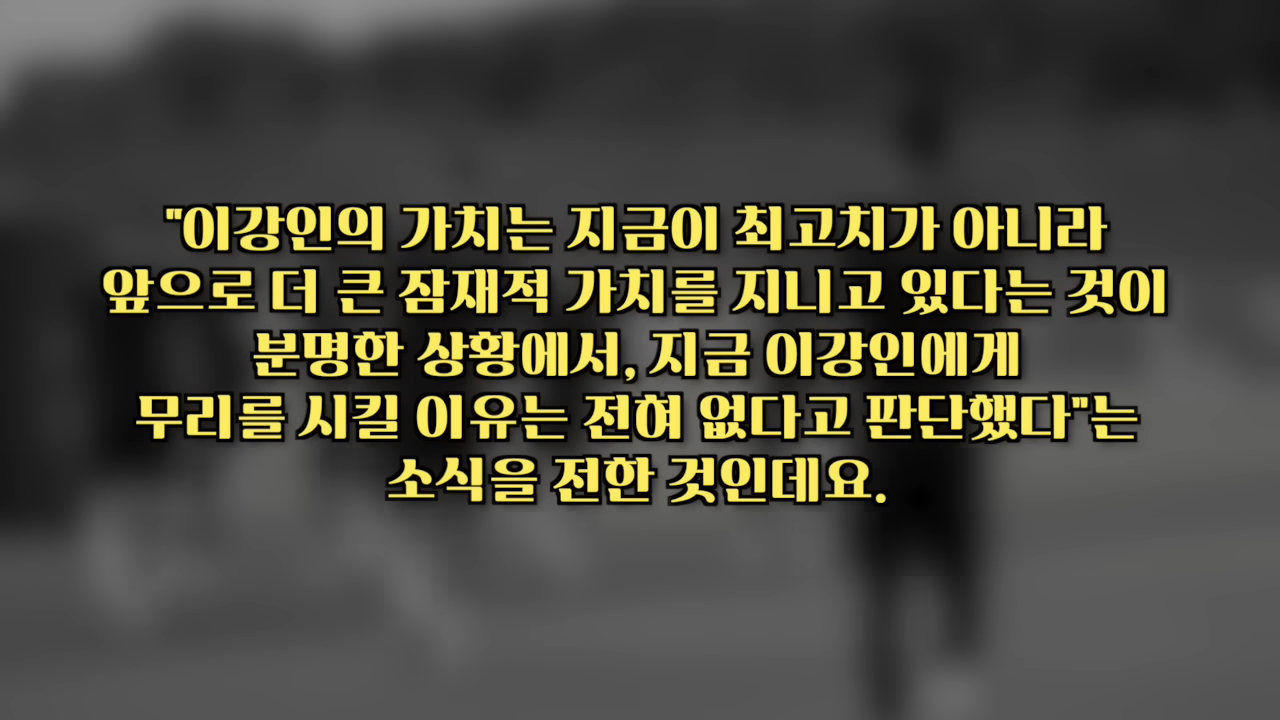 "이강인의 가치는 지금이 최고치가 아니라
앞으로 더 큰 잠재적 가치를 지니고 있다는 것이
분명한 상황에서, 지금 이강인에게
무리를 시킬 이유는 전혀 없다고 판단했다"는
소식을 전한 것인데요.